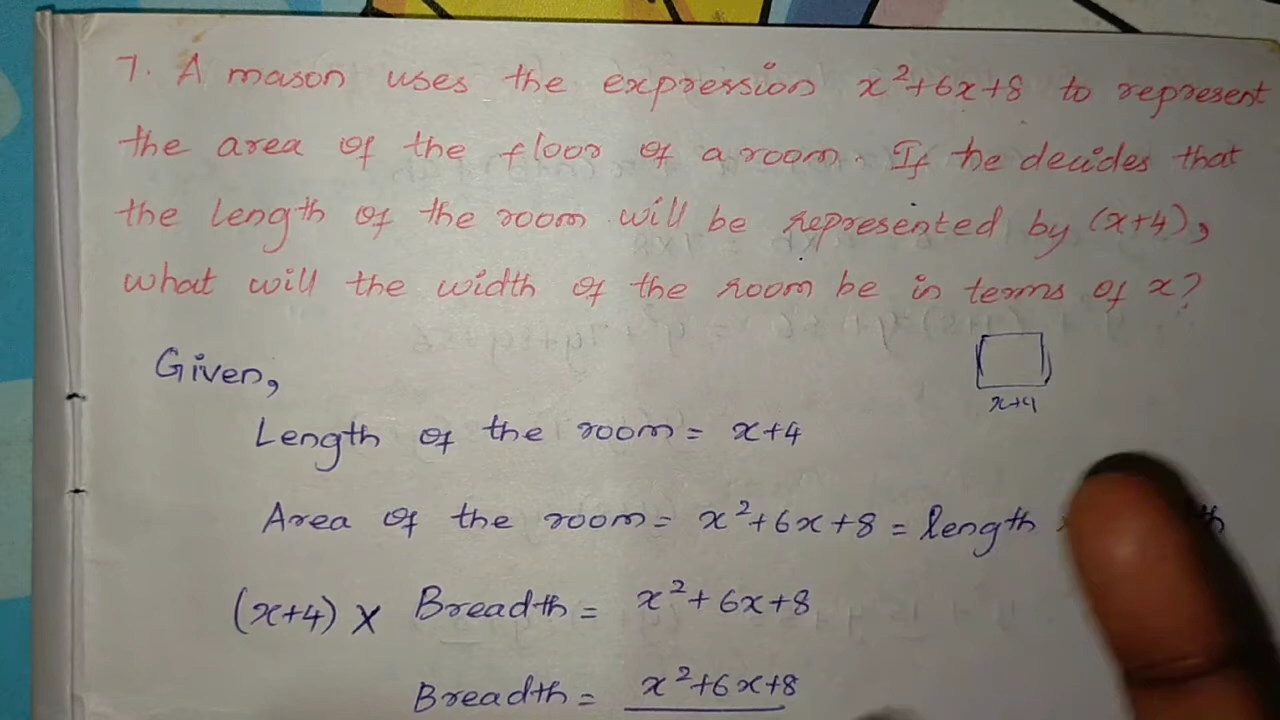 7. A mason uses the expression x²+6x+8 to represent
the area of the floor of a room. If he decides that
the length of the room will be represented by (x+4),
what will the width of the room be in terms of x?
Given,
x+4
Length of the room = x+4
Area of the room = x²+6x+8 = length
(x+4) × Breadth = x²+6x+8
Breadth = x²+6x+8